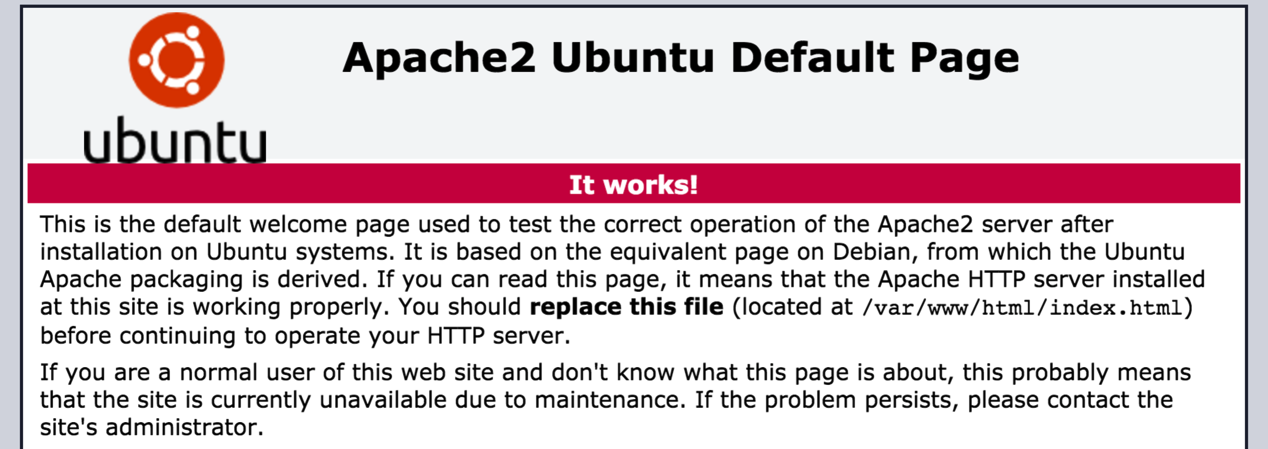 Apache2 Ubuntu Default Page
ubuntu
It works!
This is the default welcome page used to test the correct operation of the Apache2 server after
installation on Ubuntu systems. It is based on the equivalent page on Debian, from which the Ubuntu
Apache packaging is derived. If you can read this page, it means that the Apache HTTP server installed
at this site is working properly. You should replace this file (located at /var/www/html/index.html)
before continuing to operate your HTTP server.
If you are a normal user of this web site and don't know what this page is about, this probably means
that the site is currently unavailable due to maintenance. If the problem persists, please contact the
site's administrator.